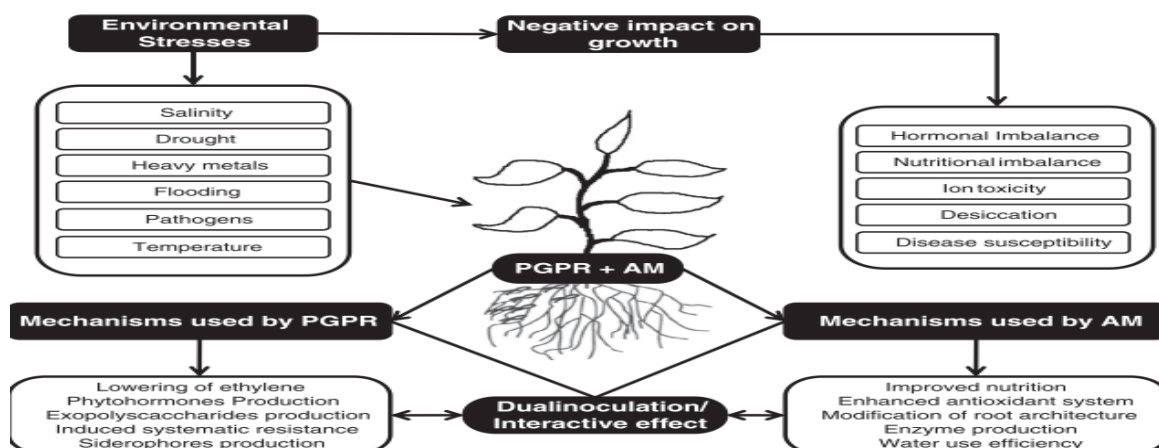 Environmental
Stresses
Negative impact on
growth
Salinity
Drought
Heavy metals
Flooding
Pathogens
Temperature
Hormonal Imbalance
Nutritional imbalance
Ion toxicity
Desiccation
Disease susceptibility
PGPR + AM
Mechanisms used by PGPR
Mechanisms used by AM
Lowering of ethylene
Phytohormones Production
Exopolyscaccharides production
Induced systematic resistance
Siderophores production
Dualinoculation/
Interactive effect
Improved nutrition
Enhanced antioxidant system
Modification of root architecture
Enzyme production
Water use efficiency